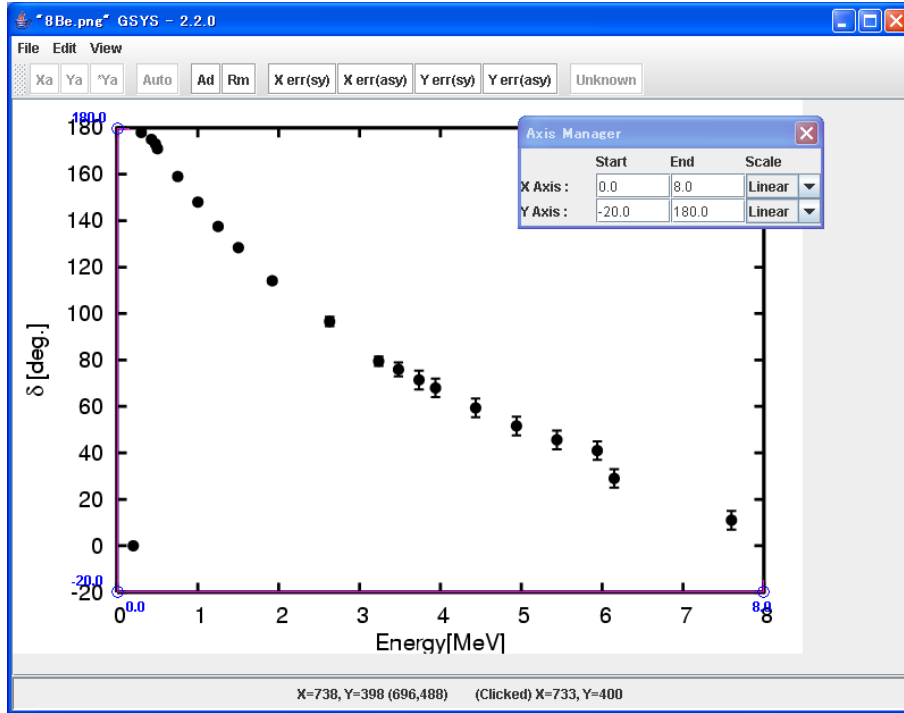 "8Be.png" GSYS - 2.2.0
File Edit View
Xa Ya *Ya Auto Ad Rm X err(sy) X err(asy) Y err(sy) Y err(asy) Unknown
Axis Manager
Start End Scale
X Axis : 0.0 8.0 Linear
Y Axis : -20.0 180.0 Linear
180.0
180
160
140
120
100
80
60
40
20
0
-20.0
-20
δ [deg.]
0.0 8.0
0 1 2 3 4 5 6 7 8
Energy[MeV]
X=738, Y=398 (696,488) (Clicked) X=733, Y=400